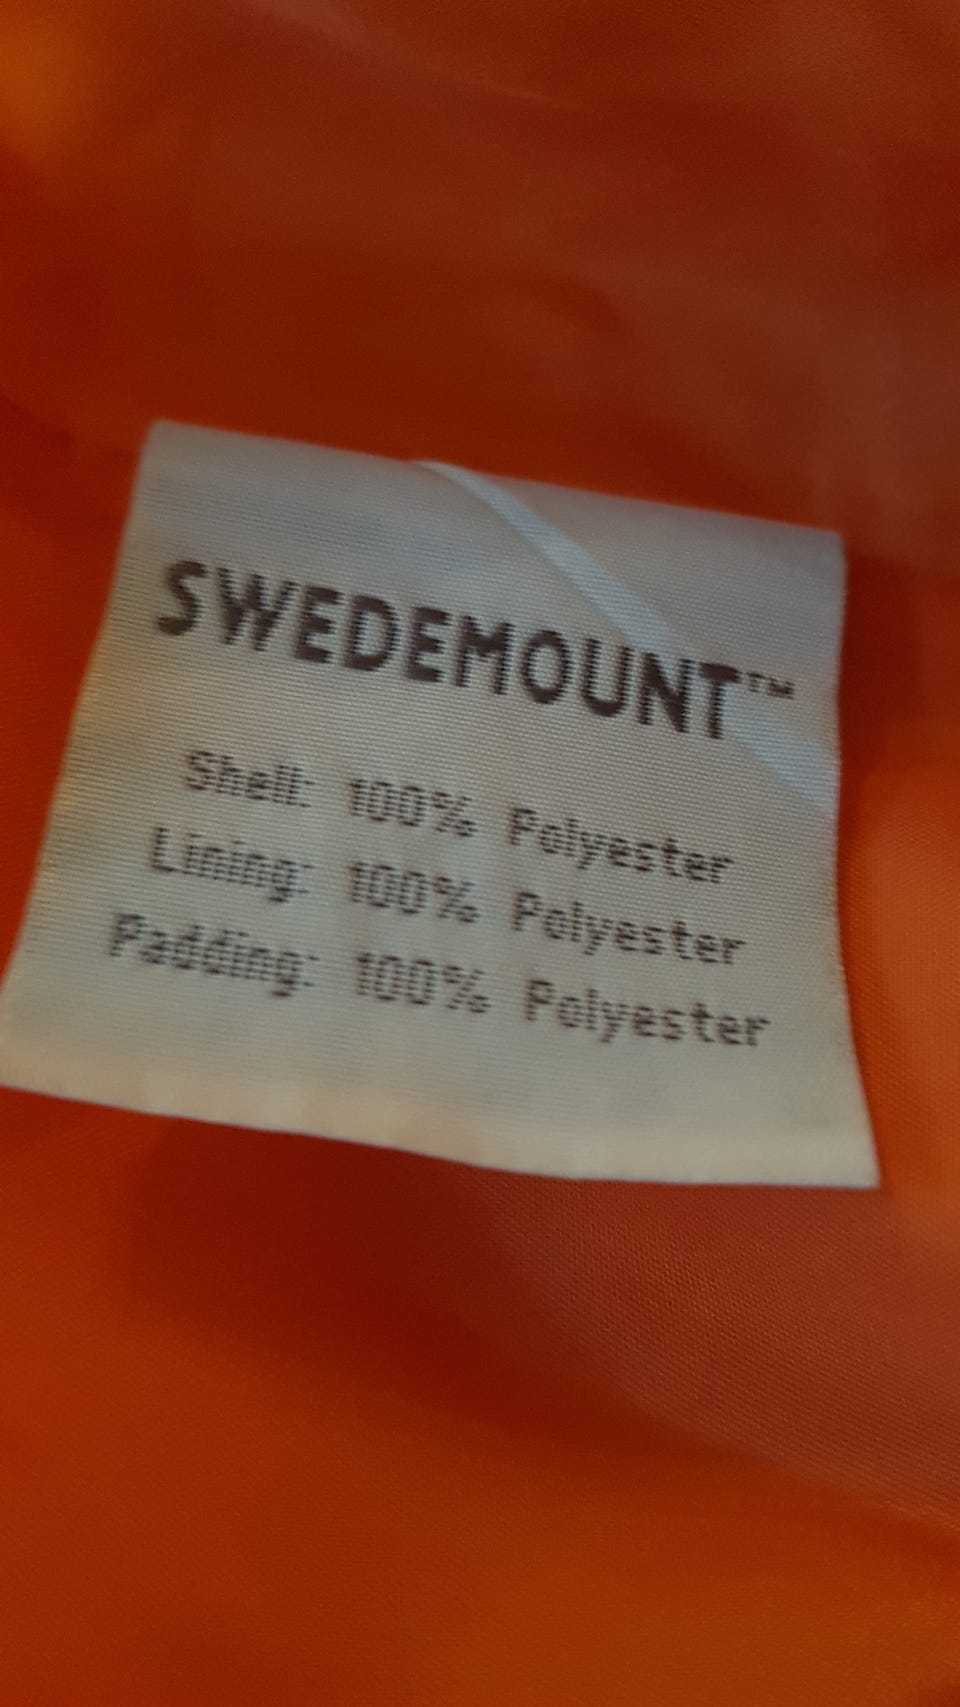 SWEDEMOUNT™
Shell: 100% Polyester
Lining: 100% Polyester
Padding: 100% Polyester